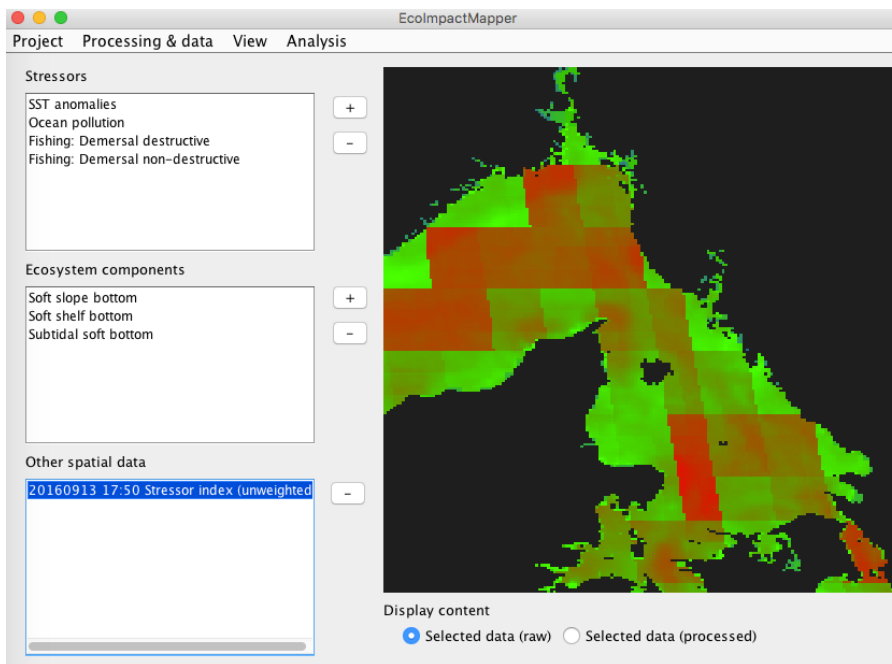 EcoImpactMapper
Project Processing & data View Analysis
Stressors
SST anomalies
Ocean pollution
Fishing: Demersal destructive
Fishing: Demersal non-destructive
+
-
Ecosystem components
Soft slope bottom
Soft shelf bottom
Subtidal soft bottom
+
-
Other spatial data
20160913 17:50 Stressor index (unweighted
-
Display content
Selected data (raw) Selected data (processed)